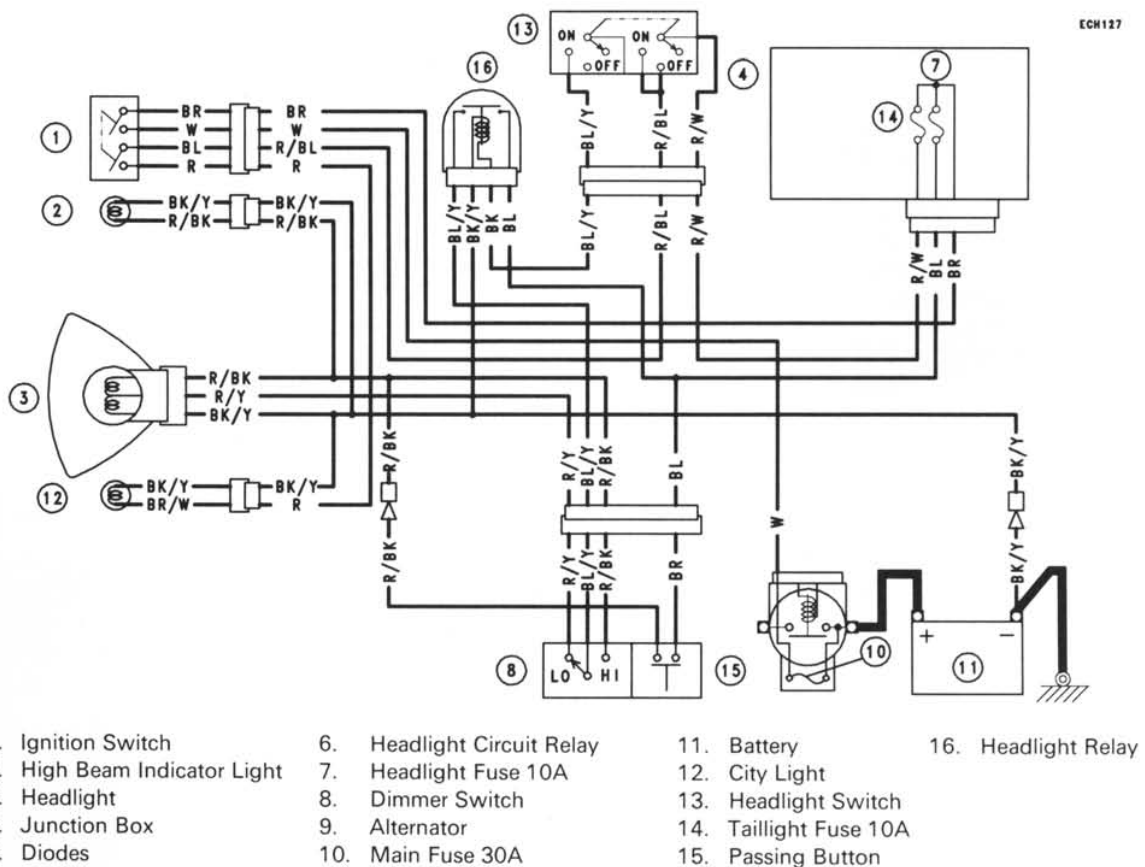 ECH127
13
ON
ON
OFF
OFF
4
16
7
14
1
BR
BR
W
W
BL
R/BL
R
R
BL/Y
R/BL
R/W
2
BK/Y
BK/Y
R/BK
R/BK
BL/Y
BK/Y
BK
BL
BL/Y
R/BL
R/W
R/W
BL
BR
3
R/BK
R/Y
BK/Y
12
BK/Y
BK/Y
BR/W
R
R/BK
R/BK
R/Y
BL/Y
R/BK
BL
R/Y
BL/Y
R/BK
BR
W
BK/Y
BK/Y
8
LO
HI
15
10
+
−
11
. Ignition Switch
. High Beam Indicator Light
. Headlight
. Junction Box
. Diodes
6. Headlight Circuit Relay
7. Headlight Fuse 10A
8. Dimmer Switch
9. Alternator
10. Main Fuse 30A
11. Battery
12. City Light
13. Headlight Switch
14. Taillight Fuse 10A
15. Passing Button
16. Headlight Relay